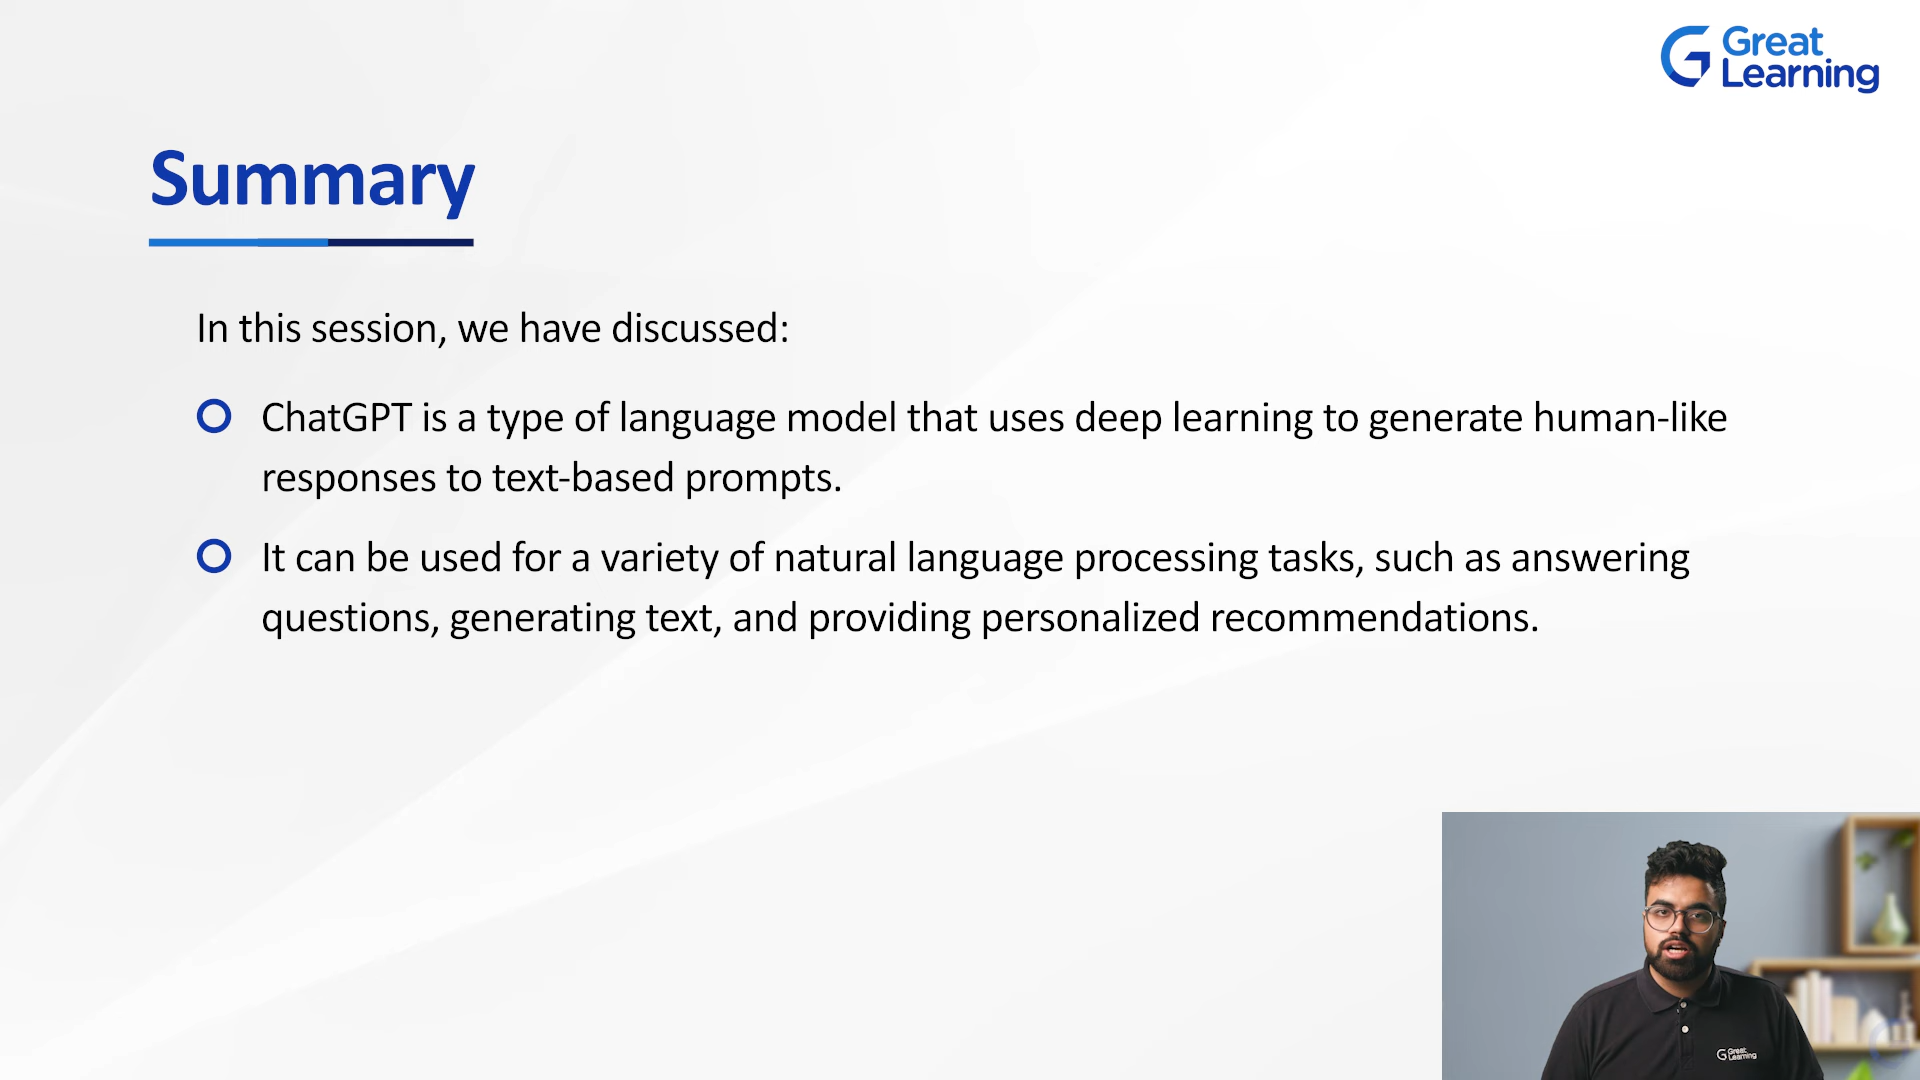 Great
Learning
Summary
In this session, we have discussed:
ChatGPT is a type of language model that uses deep learning to generate human-like
responses to text-based prompts.
It can be used for a variety of natural language processing tasks, such as answering
questions, generating text, and providing personalized recommendations.
Great
Learning